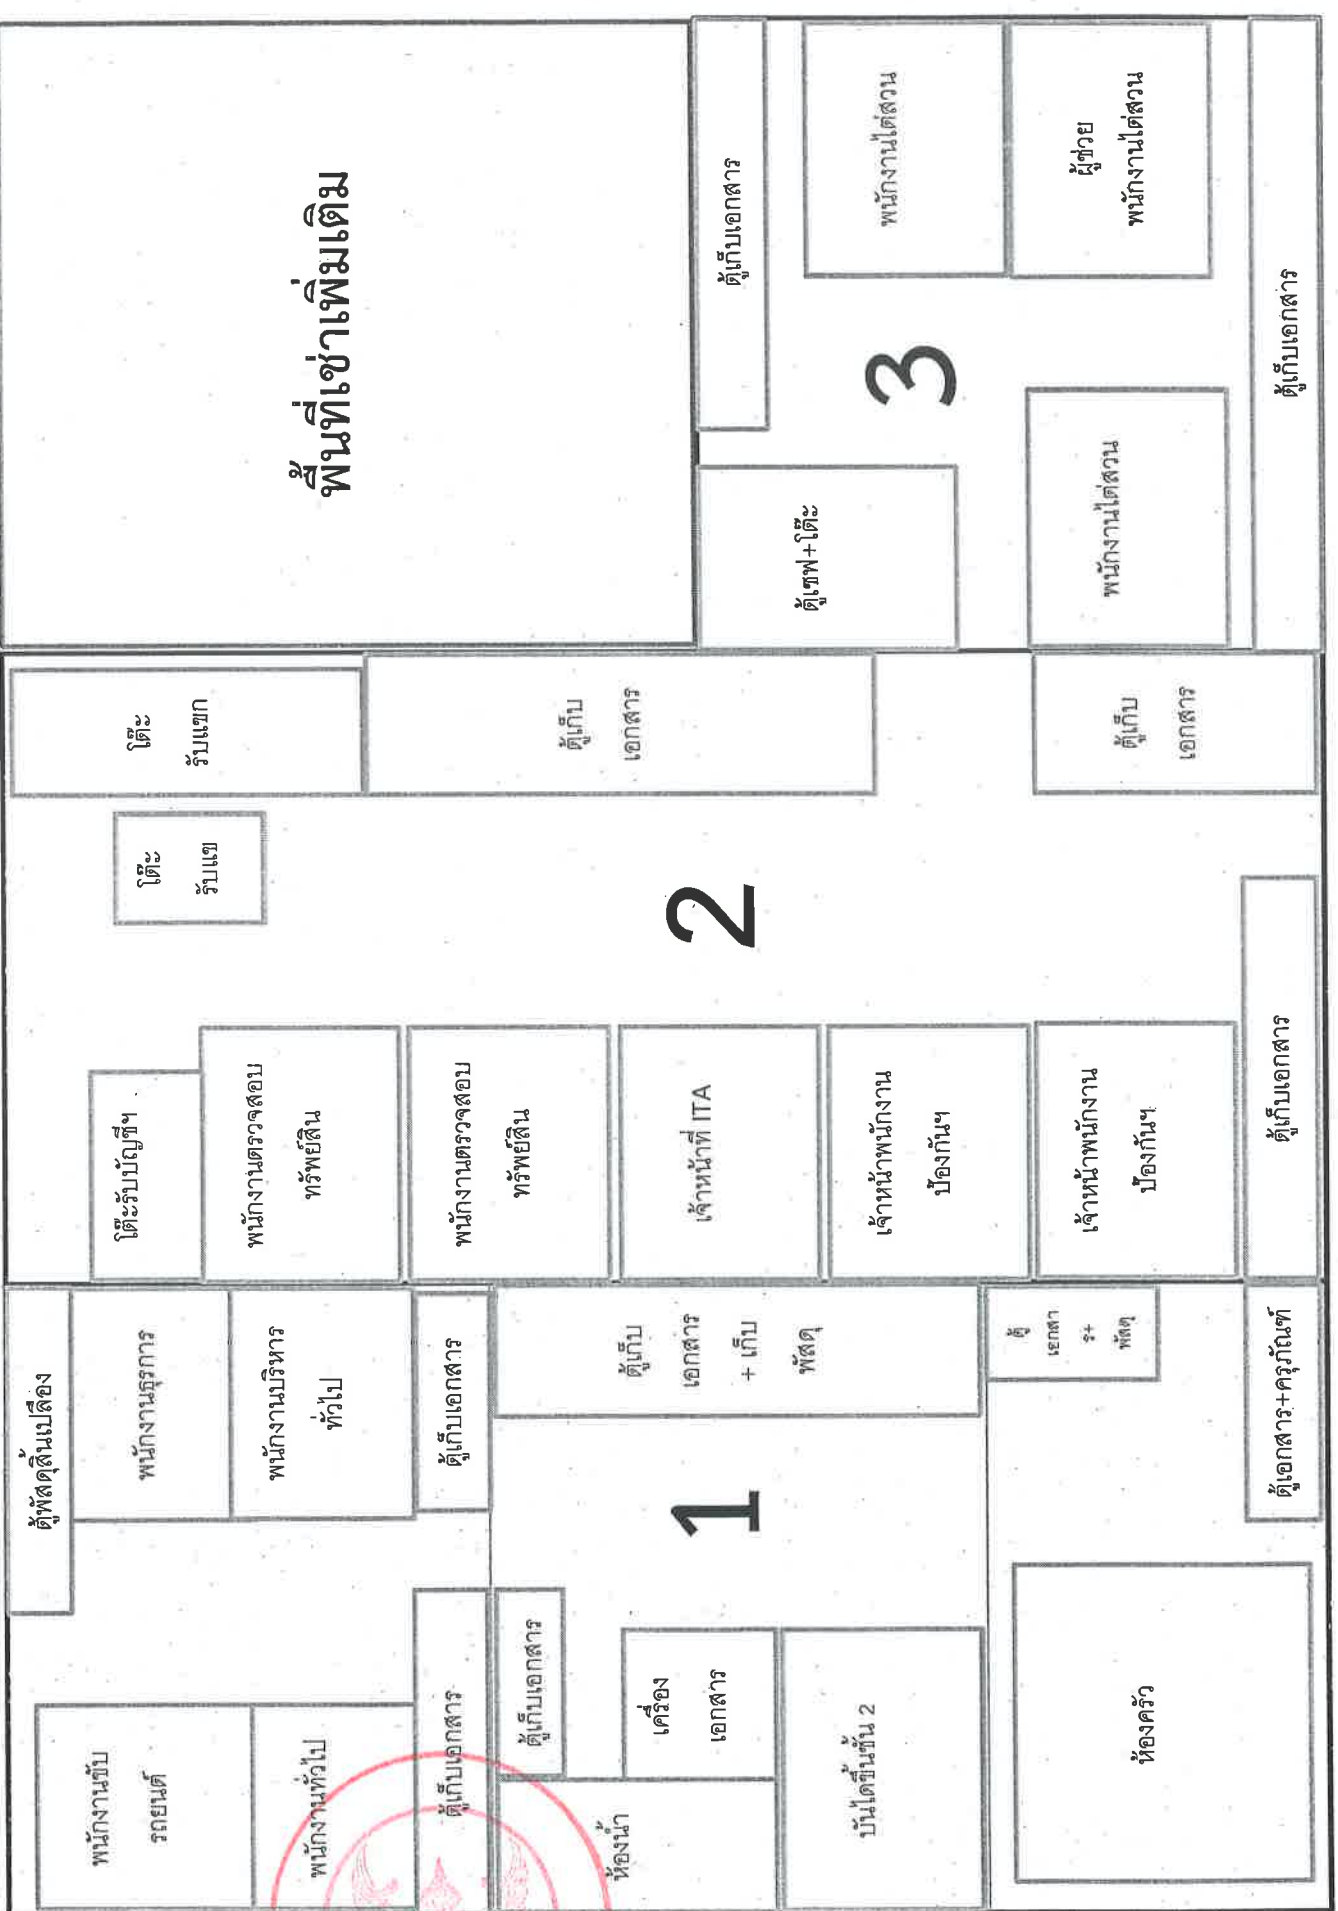 พนักงานขับ
รถยนต์
พนักงานทั่วไป
ตู้เก็บเอกสาร
ตู้เก็บเอกสาร
ห้องน้ำ
เครื่อง
เอกสาร
บันไดขึ้นชั้น 2
ห้องครัว
ตู้พัสดุสิ้นเปลือง
พนักงานธุรการ
พนักงานบริหาร
ทั่วไป
ตู้เก็บเอกสาร
1
ตู้เก็บ
เอกสาร
+ เก็บ
พัสดุ
ตู้
เอกสา
ร+
พัสดุ
ตู้เอกสาร+ครุภัณฑ์
โต๊ะรับบัญชีฯ
พนักงานตรวจสอบ
ทรัพย์สิน
พนักงานตรวจสอบ
ทรัพย์สิน
เจ้าหน้าที่ ITA
เจ้าหน้าพนักงาน
ป้องกันฯ
เจ้าหน้าพนักงาน
ป้องกันฯ
ตู้เก็บเอกสาร
2
โต๊ะ
รับแข
โต๊ะ
รับแขก
ตู้เก็บ
เอกสาร
ตู้เก็บ
เอกสาร
พื้นที่เช่าเพิ่มเติม
ตู้เซฟ+โต๊ะ
ตู้เก็บเอกสาร
3
พนักงานไต่สวน
พนักงานไต่สวน
ผู้ช่วย
พนักงานไต่สวน
ตู้เก็บเอกสาร